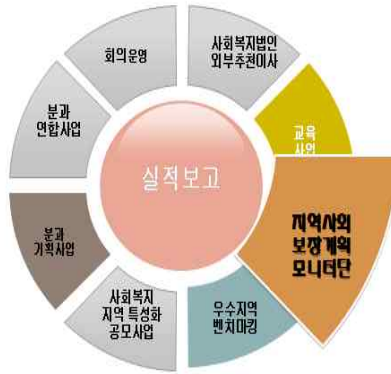 회의운영
사회복지법인
외부추천이사
분과
연합사업
교육
사업
실적보고
지역사회
보장계획
모니터단
분과
기획사업
사회복지
지역 특성화
공모사업
우수지역
벤치마킹